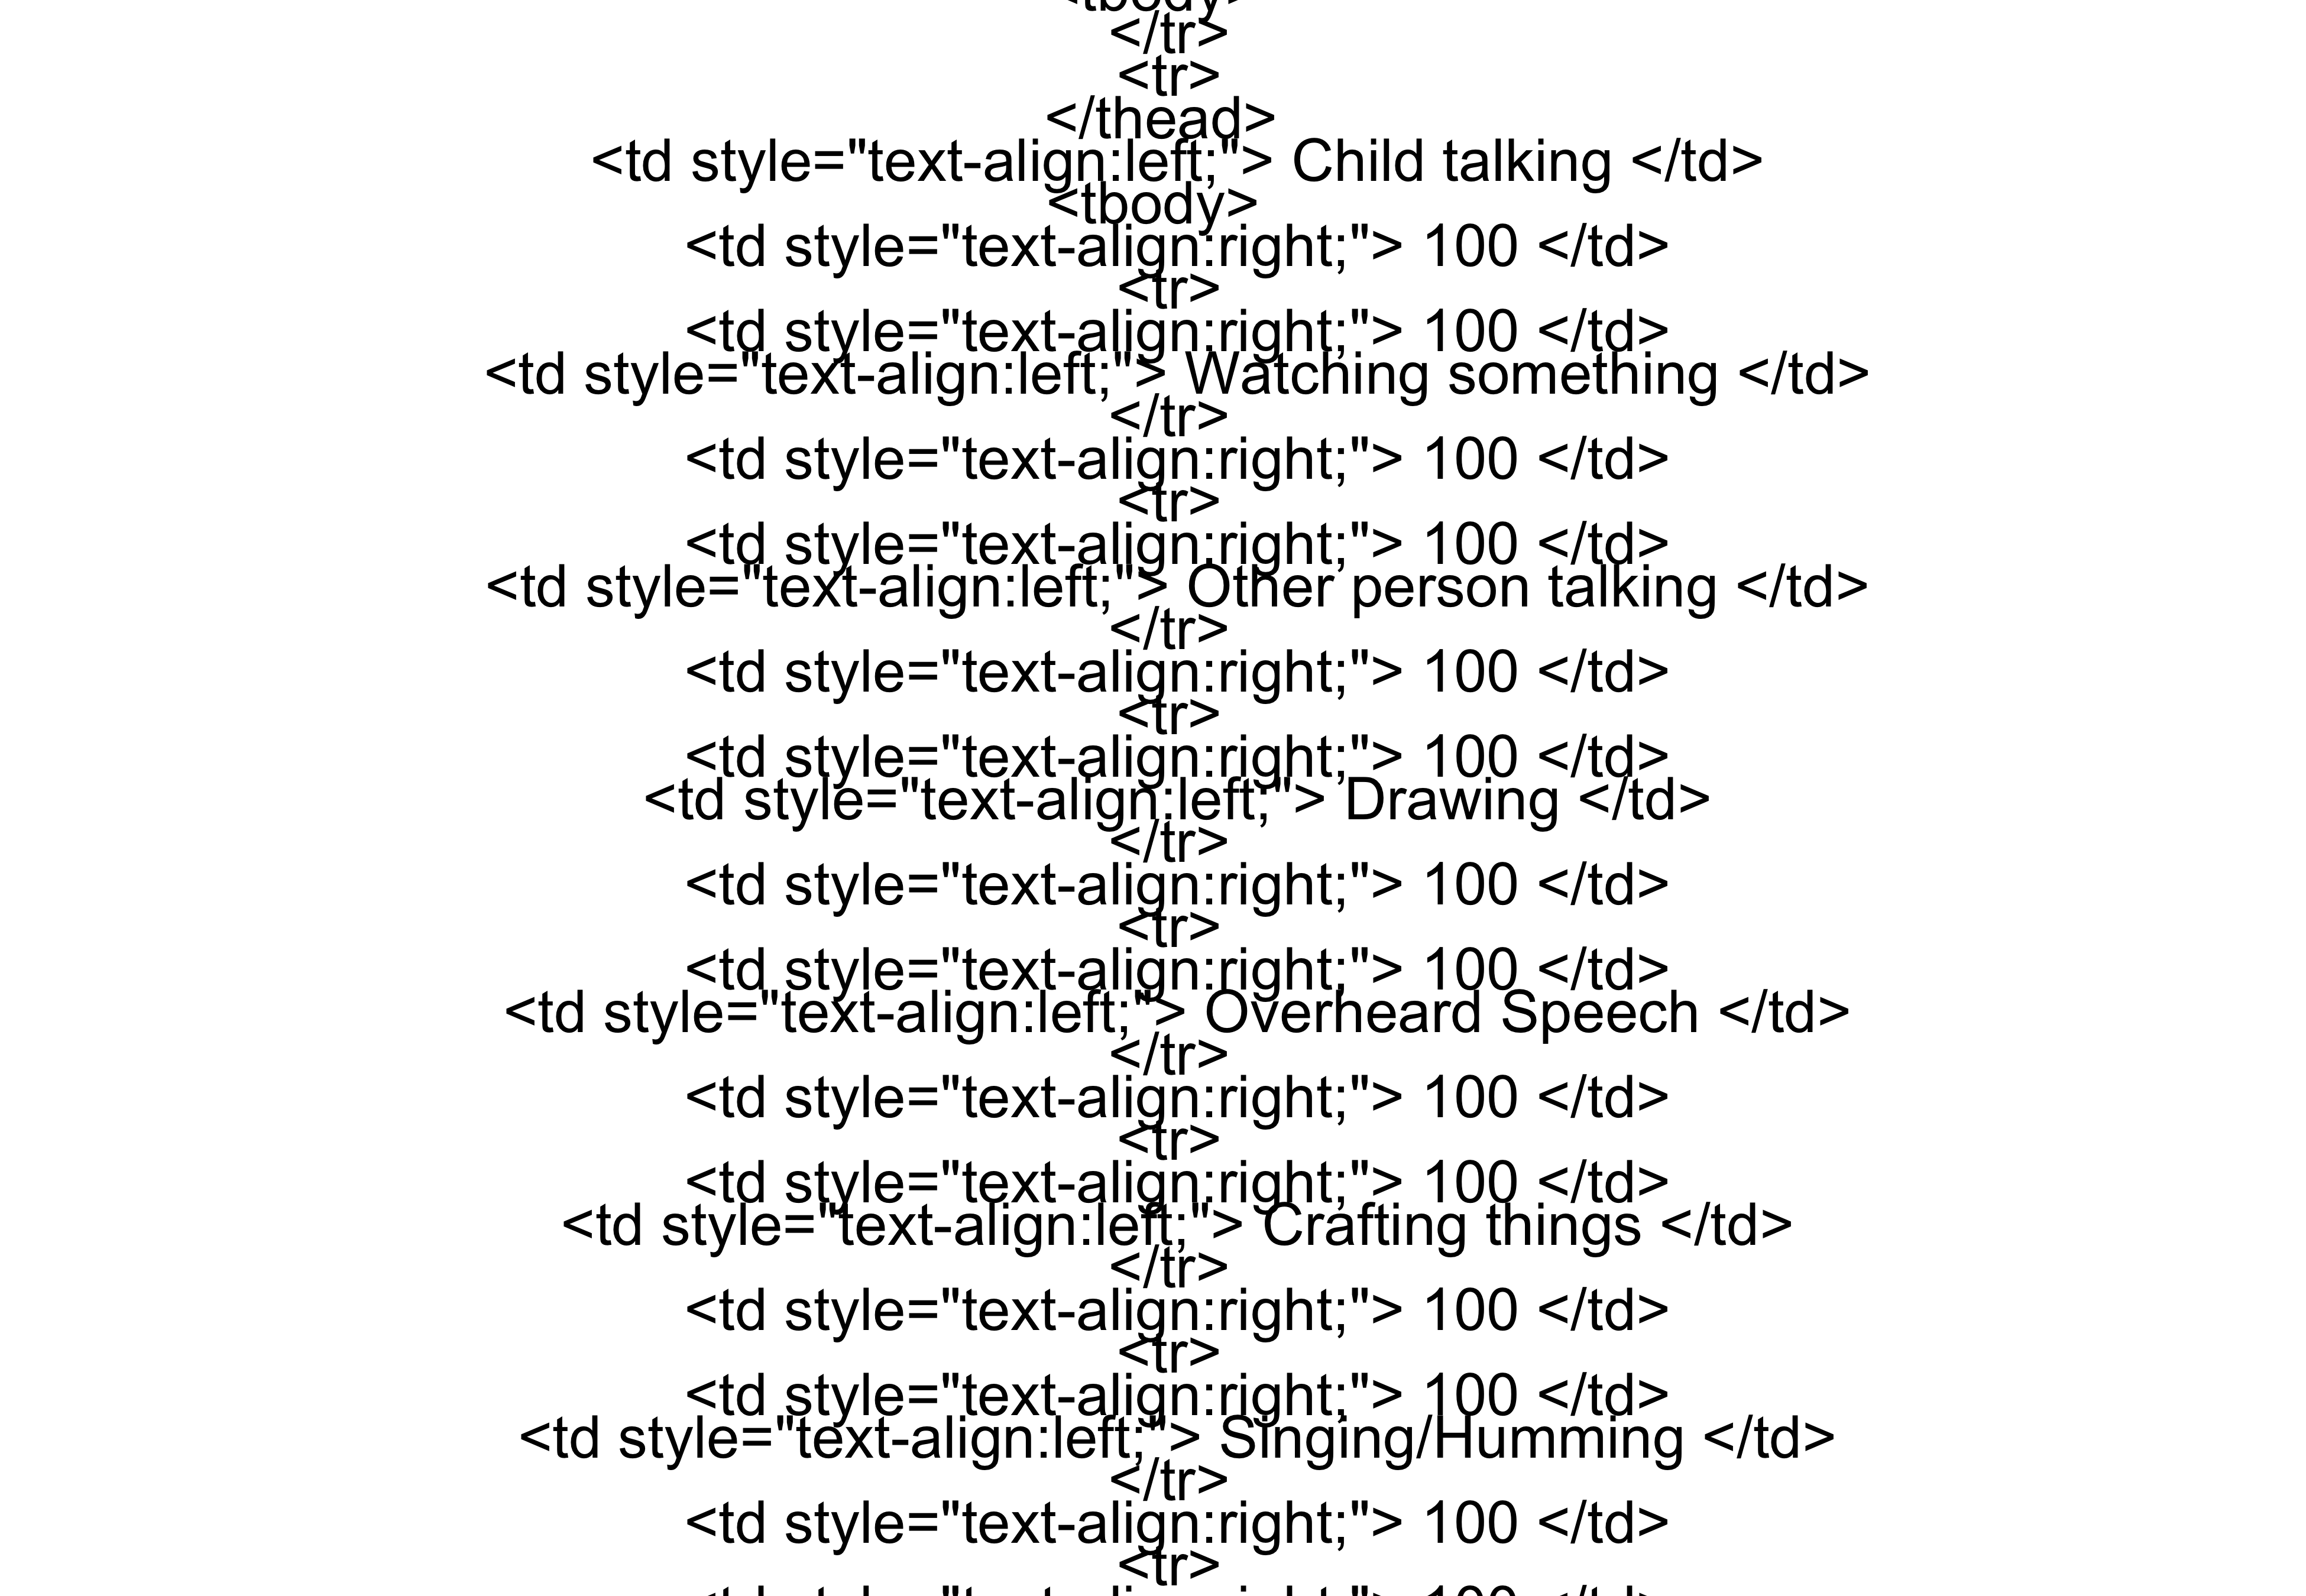 <tbody>
</tr>
<tr>
</thead>
<td style="text-align:left;"> Child talking </td>
<tbody>
<td style="text-align:right;"> 100 </td>
<tr>
<td style="text-align:right;"> 100 </td>
<td style="text-align:left;"> Watching something </td>
</tr>
<td style="text-align:right;"> 100 </td>
<tr>
<td style="text-align:right;"> 100 </td>
<td style="text-align:left;"> Other person talking </td>
</tr>
<td style="text-align:right;"> 100 </td>
<tr>
<td style="text-align:right;"> 100 </td>
<td style="text-align:left;"> Drawing </td>
</tr>
<td style="text-align:right;"> 100 </td>
<tr>
<td style="text-align:right;"> 100 </td>
<td style="text-align:left;"> Overheard Speech </td>
</tr>
<td style="text-align:right;"> 100 </td>
<tr>
<td style="text-align:right;"> 100 </td>
<td style="text-align:left;"> Crafting things </td>
</tr>
<td style="text-align:right;"> 100 </td>
<tr>
<td style="text-align:right;"> 100 </td>
<td style="text-align:left;"> Singing/Humming </td>
</tr>
<td style="text-align:right;"> 100 </td>
<tr>